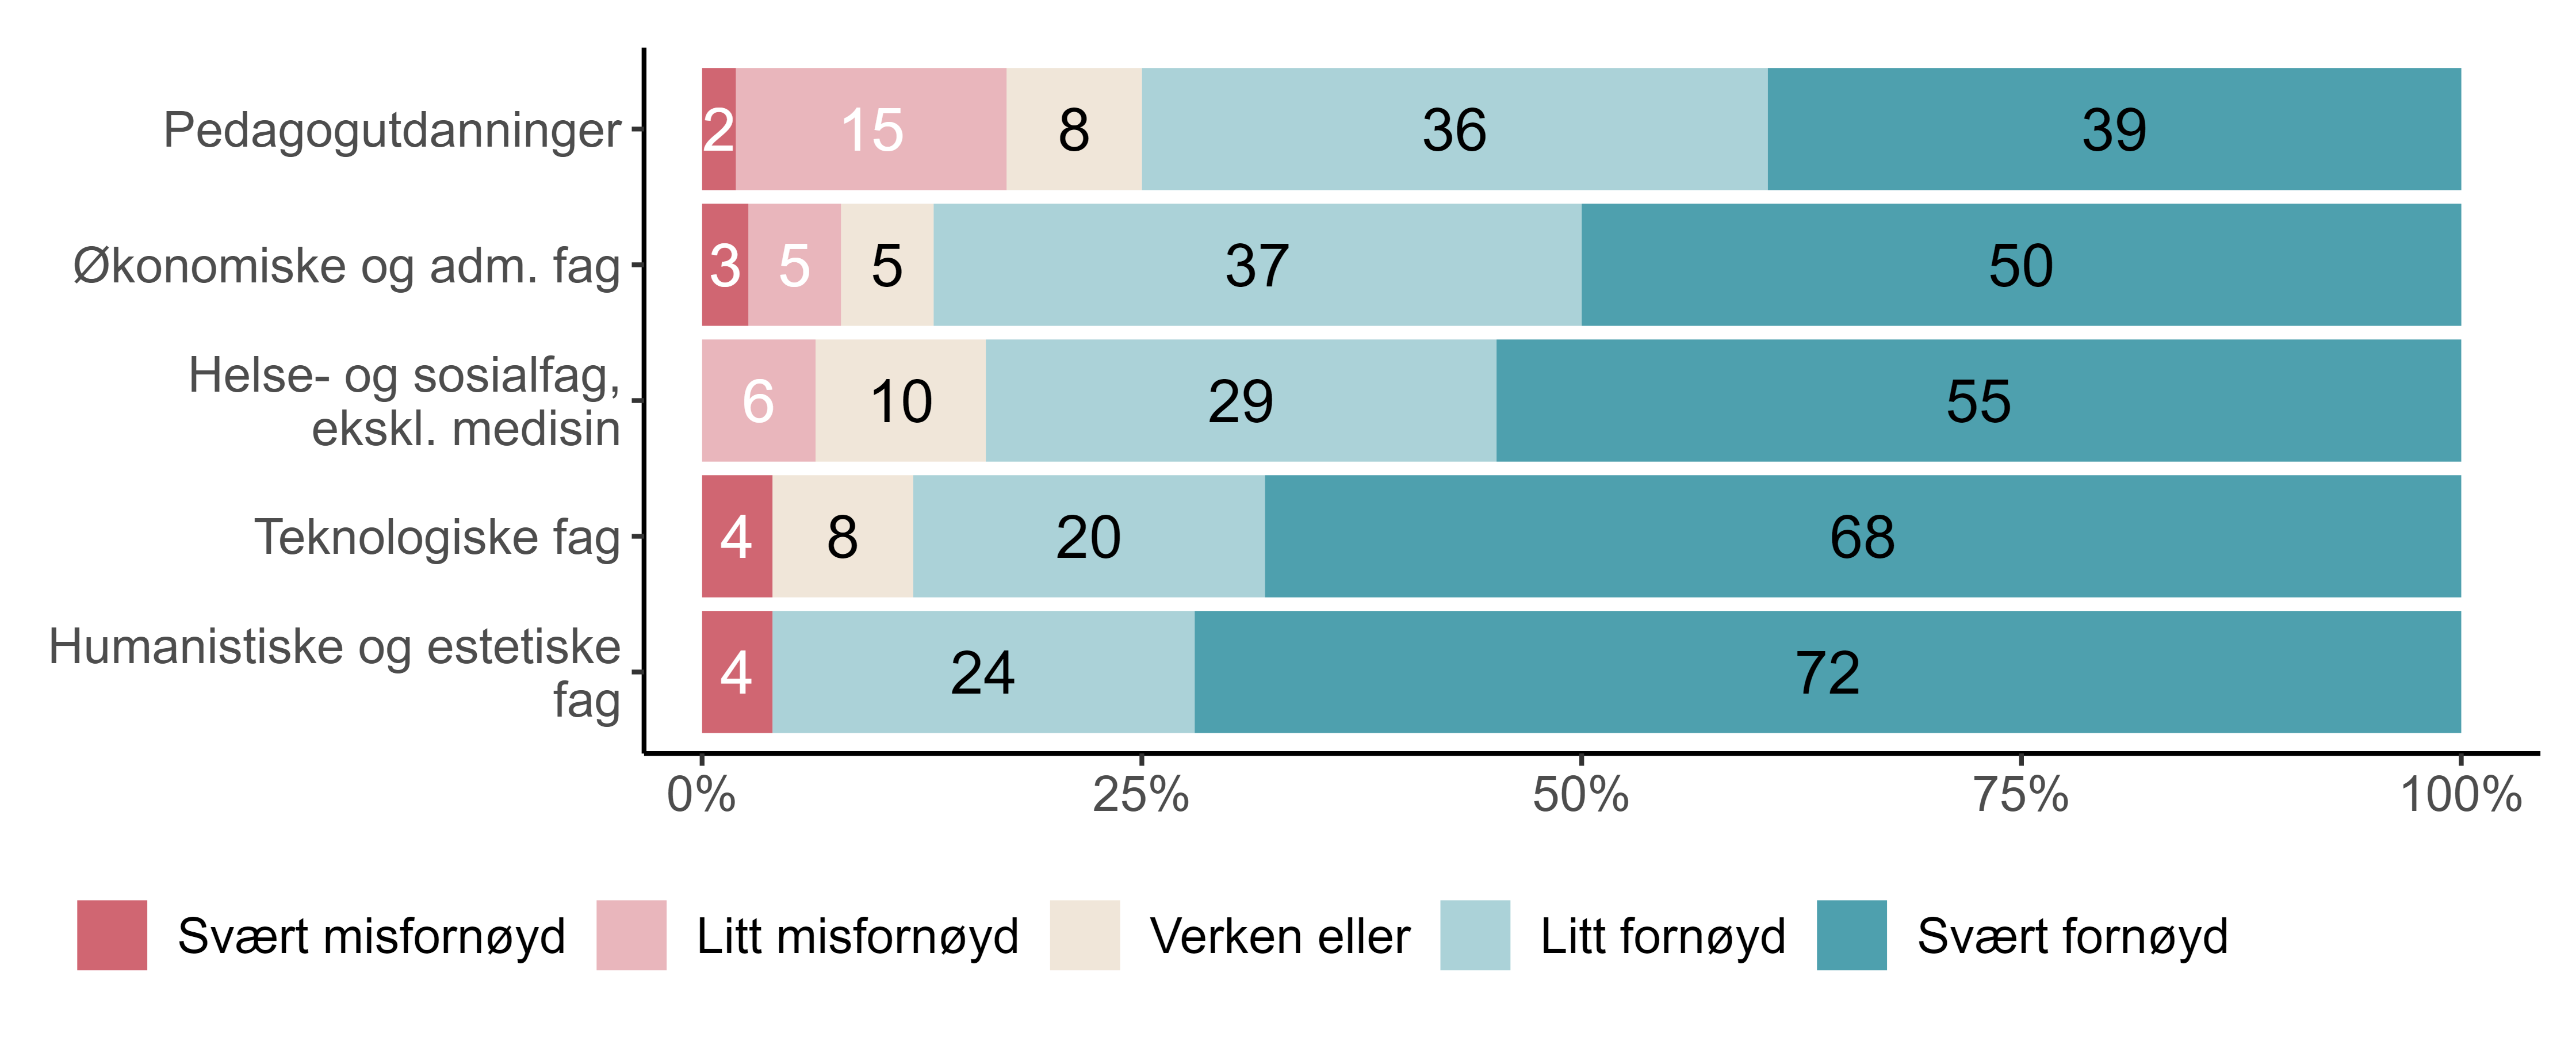 Pedagogutdanninger 2 15 8 36 39
Økonomiske og adm. fag 3 5 5 37 50
Helse- og sosialfag,
ekskl. medisin 6 10 29 55
Teknologiske fag 4 8 20 68
Humanistiske og estetiske
fag 4 24 72
0% 25% 50% 75% 100%
Svært misfornøyd Litt misfornøyd Verken eller Litt fornøyd Svært fornøyd